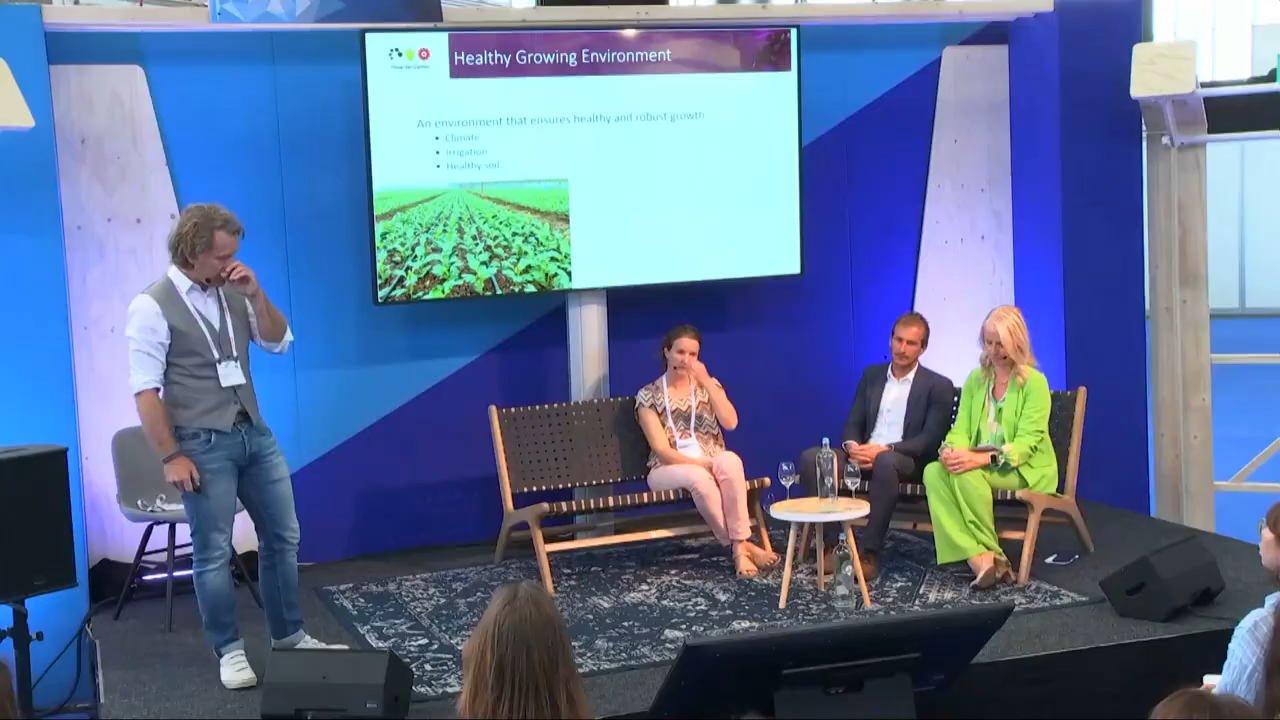 Healthy Growing Environment
An environment that ensures healthy and robust growth
• Climate
• Irrigation
• Healthy soil